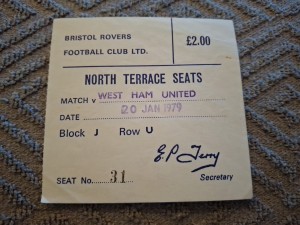 BRISTOL ROVERS
FOOTBALL CLUB LTD.
£2.00
NORTH TERRACE SEATS
MATCH v WEST HAM UNITED
DATE 20 JAN 1979
Block J Row U
E.P. Terry
Secretary
SEAT No. 31